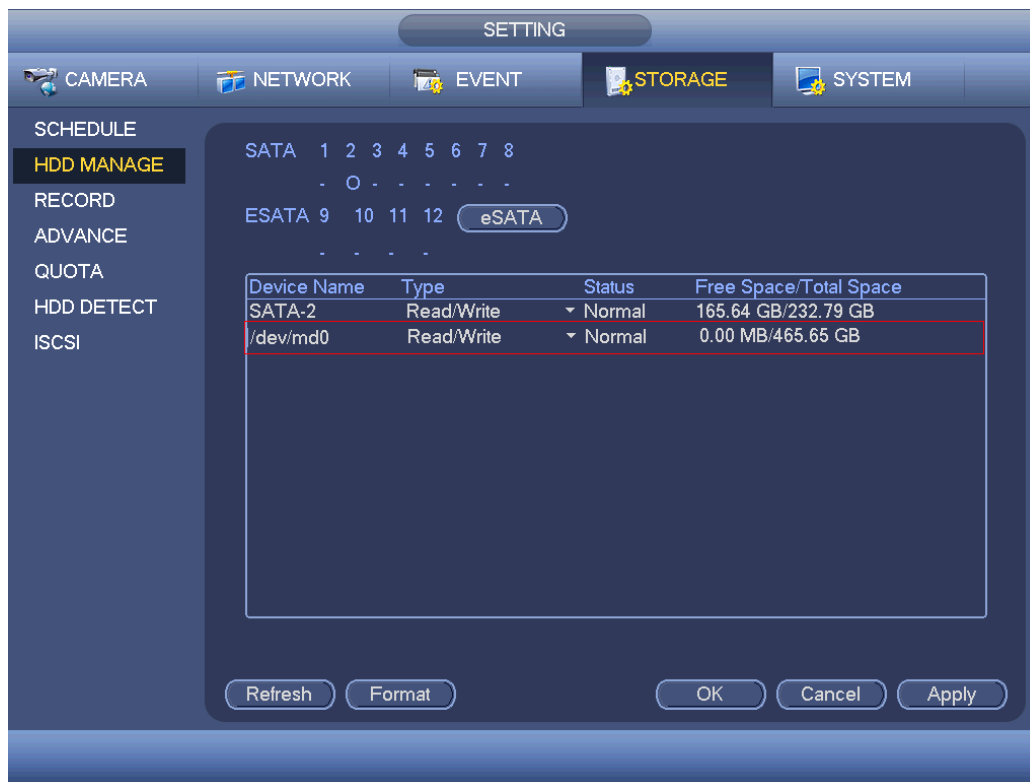 SETTING
CAMERA NETWORK EVENT STORAGE SYSTEM
SCHEDULE
HDD MANAGE
RECORD
ADVANCE
QUOTA
HDD DETECT
ISCSI
SATA 1 2 3 4 5 6 7 8
- O - - - - - -
ESATA 9 10 11 12 eSATA
- - - -
Device Name Type Status Free Space/Total Space
SATA-2 Read/Write Normal 165.64 GB/232.79 GB
/dev/md0 Read/Write Normal 0.00 MB/465.65 GB
Refresh Format OK Cancel Apply